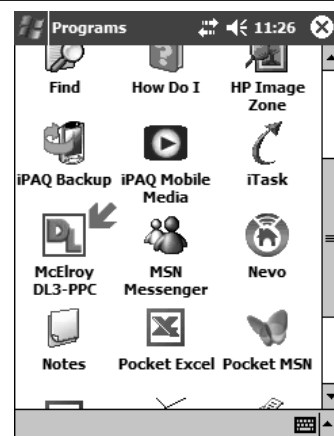 Programs 11:26
Find How Do I HP Image
Zone
iPAQ Backup iPAQ Mobile
Media iTask
DL
McElroy
DL3-PPC MSN
Messenger Nevo
Notes Pocket Excel Pocket MSN